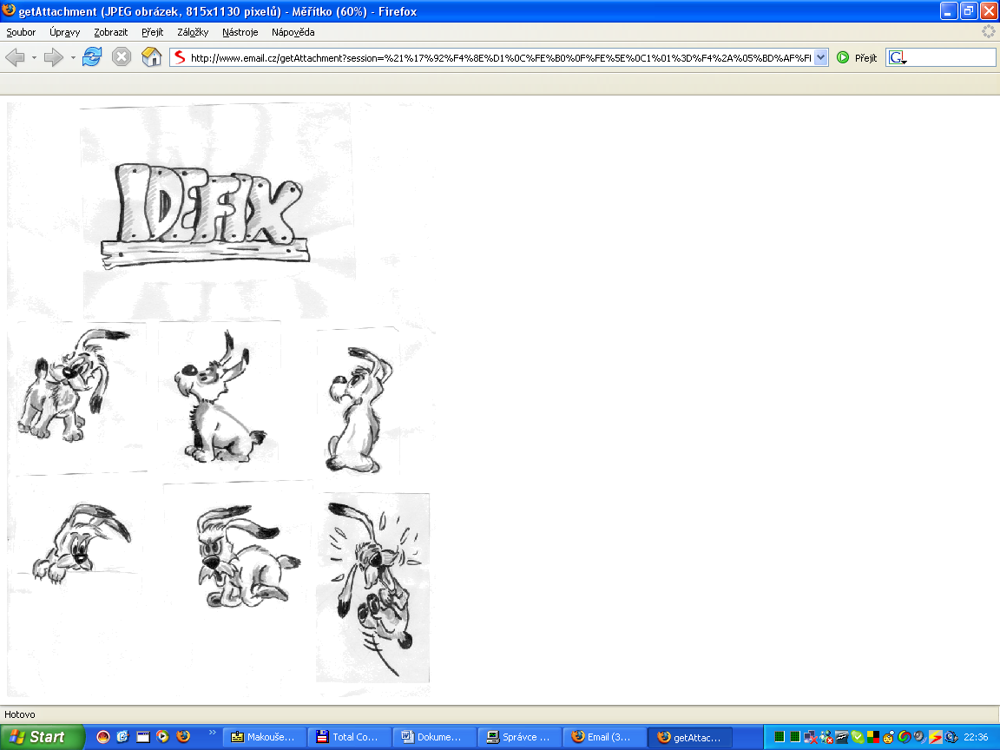 getAttachment (JPEG obrázek, 815x1130 pixelů) - Měřítko (60%) - Firefox
Soubor Úpravy Zobrazit Přejít Záložky Nástroje Nápověda
http://www.email.cz/getAttachment?session=%21%17%92%F4%8E%D1%0C%FE%B0%0F%FE%5E%0C1%01%3D%F4%2A%05%BD%AF%Fl Přejít
IDEFIX
Hotovo
Start Makouše... Total Co... Dokume... Správce ... Email (3... getAttac... 22:36